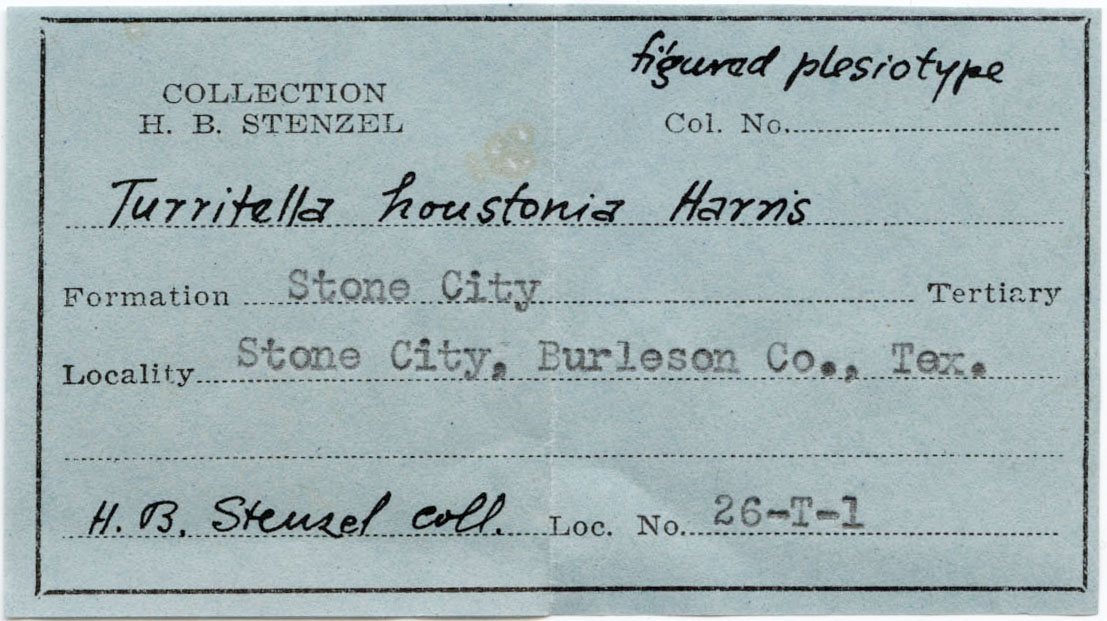 figured plesiotype
COLLECTION
H. B. STENZEL
Col. No.
Turritella houstonia Harris
Formation Stone City Tertiary
Locality Stone City, Burleson Co., Tex.
H. B. Stenzel coll. Loc. No. 26-T-1